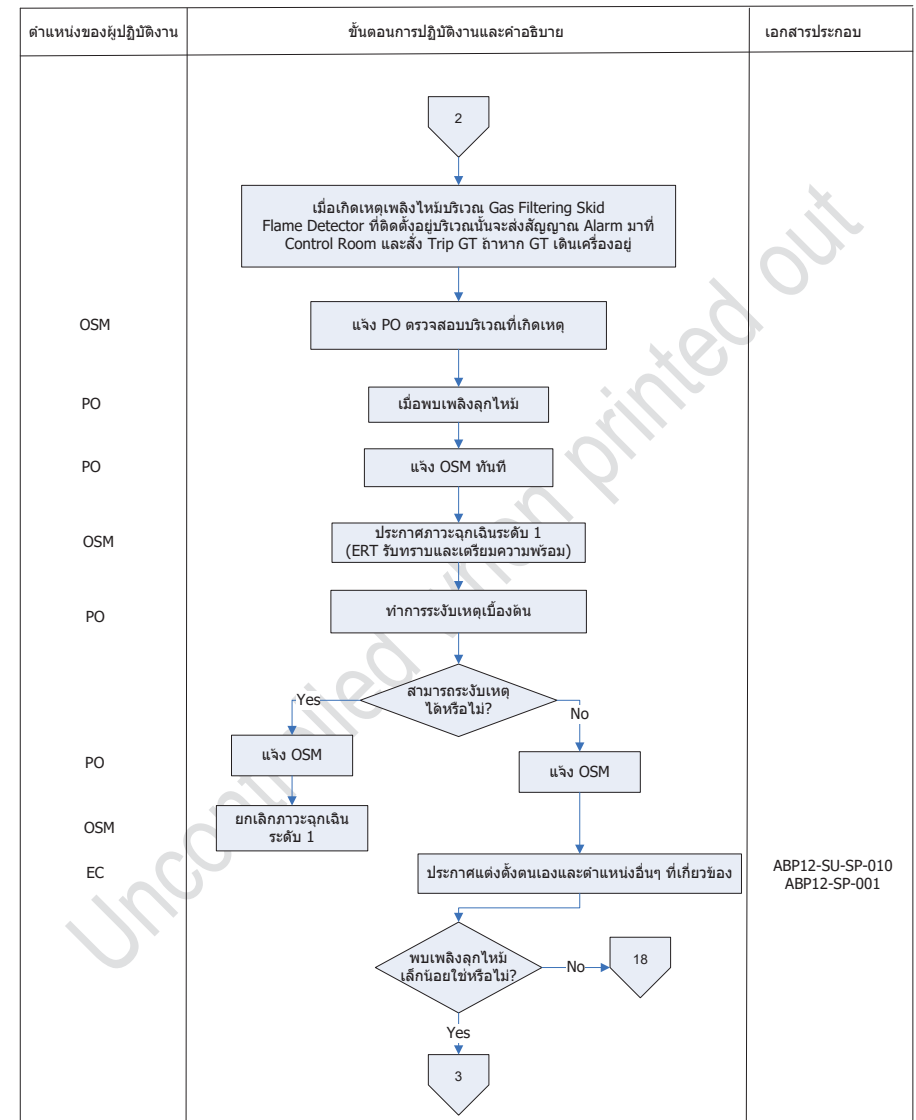 ตำแหน่งของผู้ปฏิบัติงาน
ขั้นตอนการปฏิบัติงานและคำอธิบาย
เอกสารประกอบ
2
เมื่อเกิดเหตุเพลิงไหม้บริเวณ Gas Filtering Skid
Flame Detector ที่ติดตั้งอยู่บริเวณนั้นจะส่งสัญญาณ Alarm มาที่
Control Room และสั่ง Trip GT ถ้าหาก GT เดินเครื่องอยู่
OSM
แจ้ง PO ตรวจสอบบริเวณที่เกิดเหตุ
PO
เมื่อพบเพลิงลุกไหม้
PO
แจ้ง OSM ทันที
OSM
ประกาศภาวะฉุกเฉินระดับ 1
(ERT รับทราบและเตรียมความพร้อม)
PO
ทำการระงับเหตุเบื้องต้น
สามารถระงับเหตุ
ได้หรือไม่?
Yes
No
PO
แจ้ง OSM
แจ้ง OSM
OSM
ยกเลิกภาวะฉุกเฉิน
ระดับ 1
EC
ประกาศแต่งตั้งตนเองและตำแหน่งอื่นๆ ที่เกี่ยวข้อง
ABP12-SU-SP-010
ABP12-SP-001
พบเพลิงลุกไหม้
เล็กน้อยใช่หรือไม่?
No
18
Yes
3
Uncontrolled when printed out